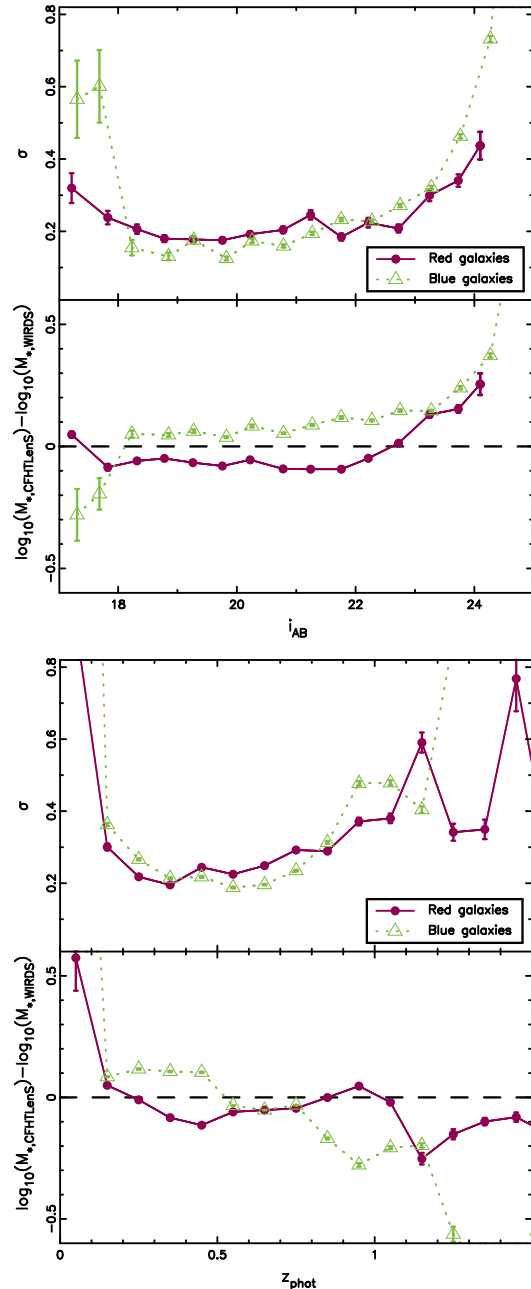 0.8
0.6
σ
0.4
0.2
Red galaxies
Blue galaxies
0.5
log10(M*,CFHTLenS)−log10(M*,WIRDS)
0
−0.5
18 20 22 24
iAB
0.8
0.6
σ
0.4
0.2
Red galaxies
Blue galaxies
0.5
log10(M*,CFHTLenS)−log10(M*,WIRDS)
0
−0.5
0 0.5 1
zphot